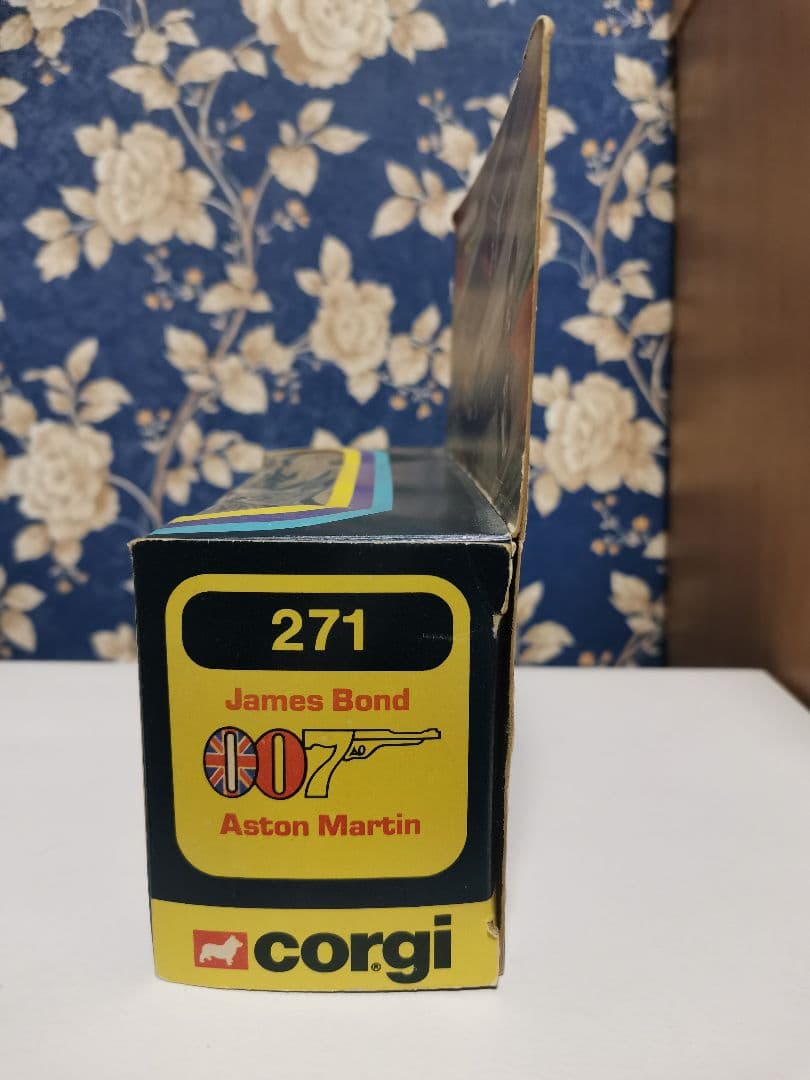 271
James Bond
007
Aston Martin
corgi®